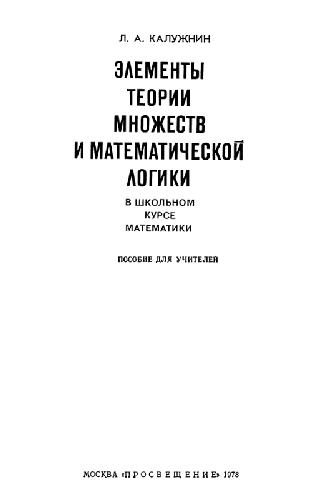 Л. А. КАЛУЖНИН
ЭЛЕМЕНТЫ
ТЕОРИИ
МНОЖЕСТВ
И МАТЕМАТИЧЕСКОЙ
ЛОГИКИ
В ШКОЛЬНОМ
КУРСЕ
МАТЕМАТИКИ
ПОСОБИЕ ДЛЯ УЧИТЕЛЕЙ
МОСКВА «ПРОСВЕЩЕНИЕ» 1978